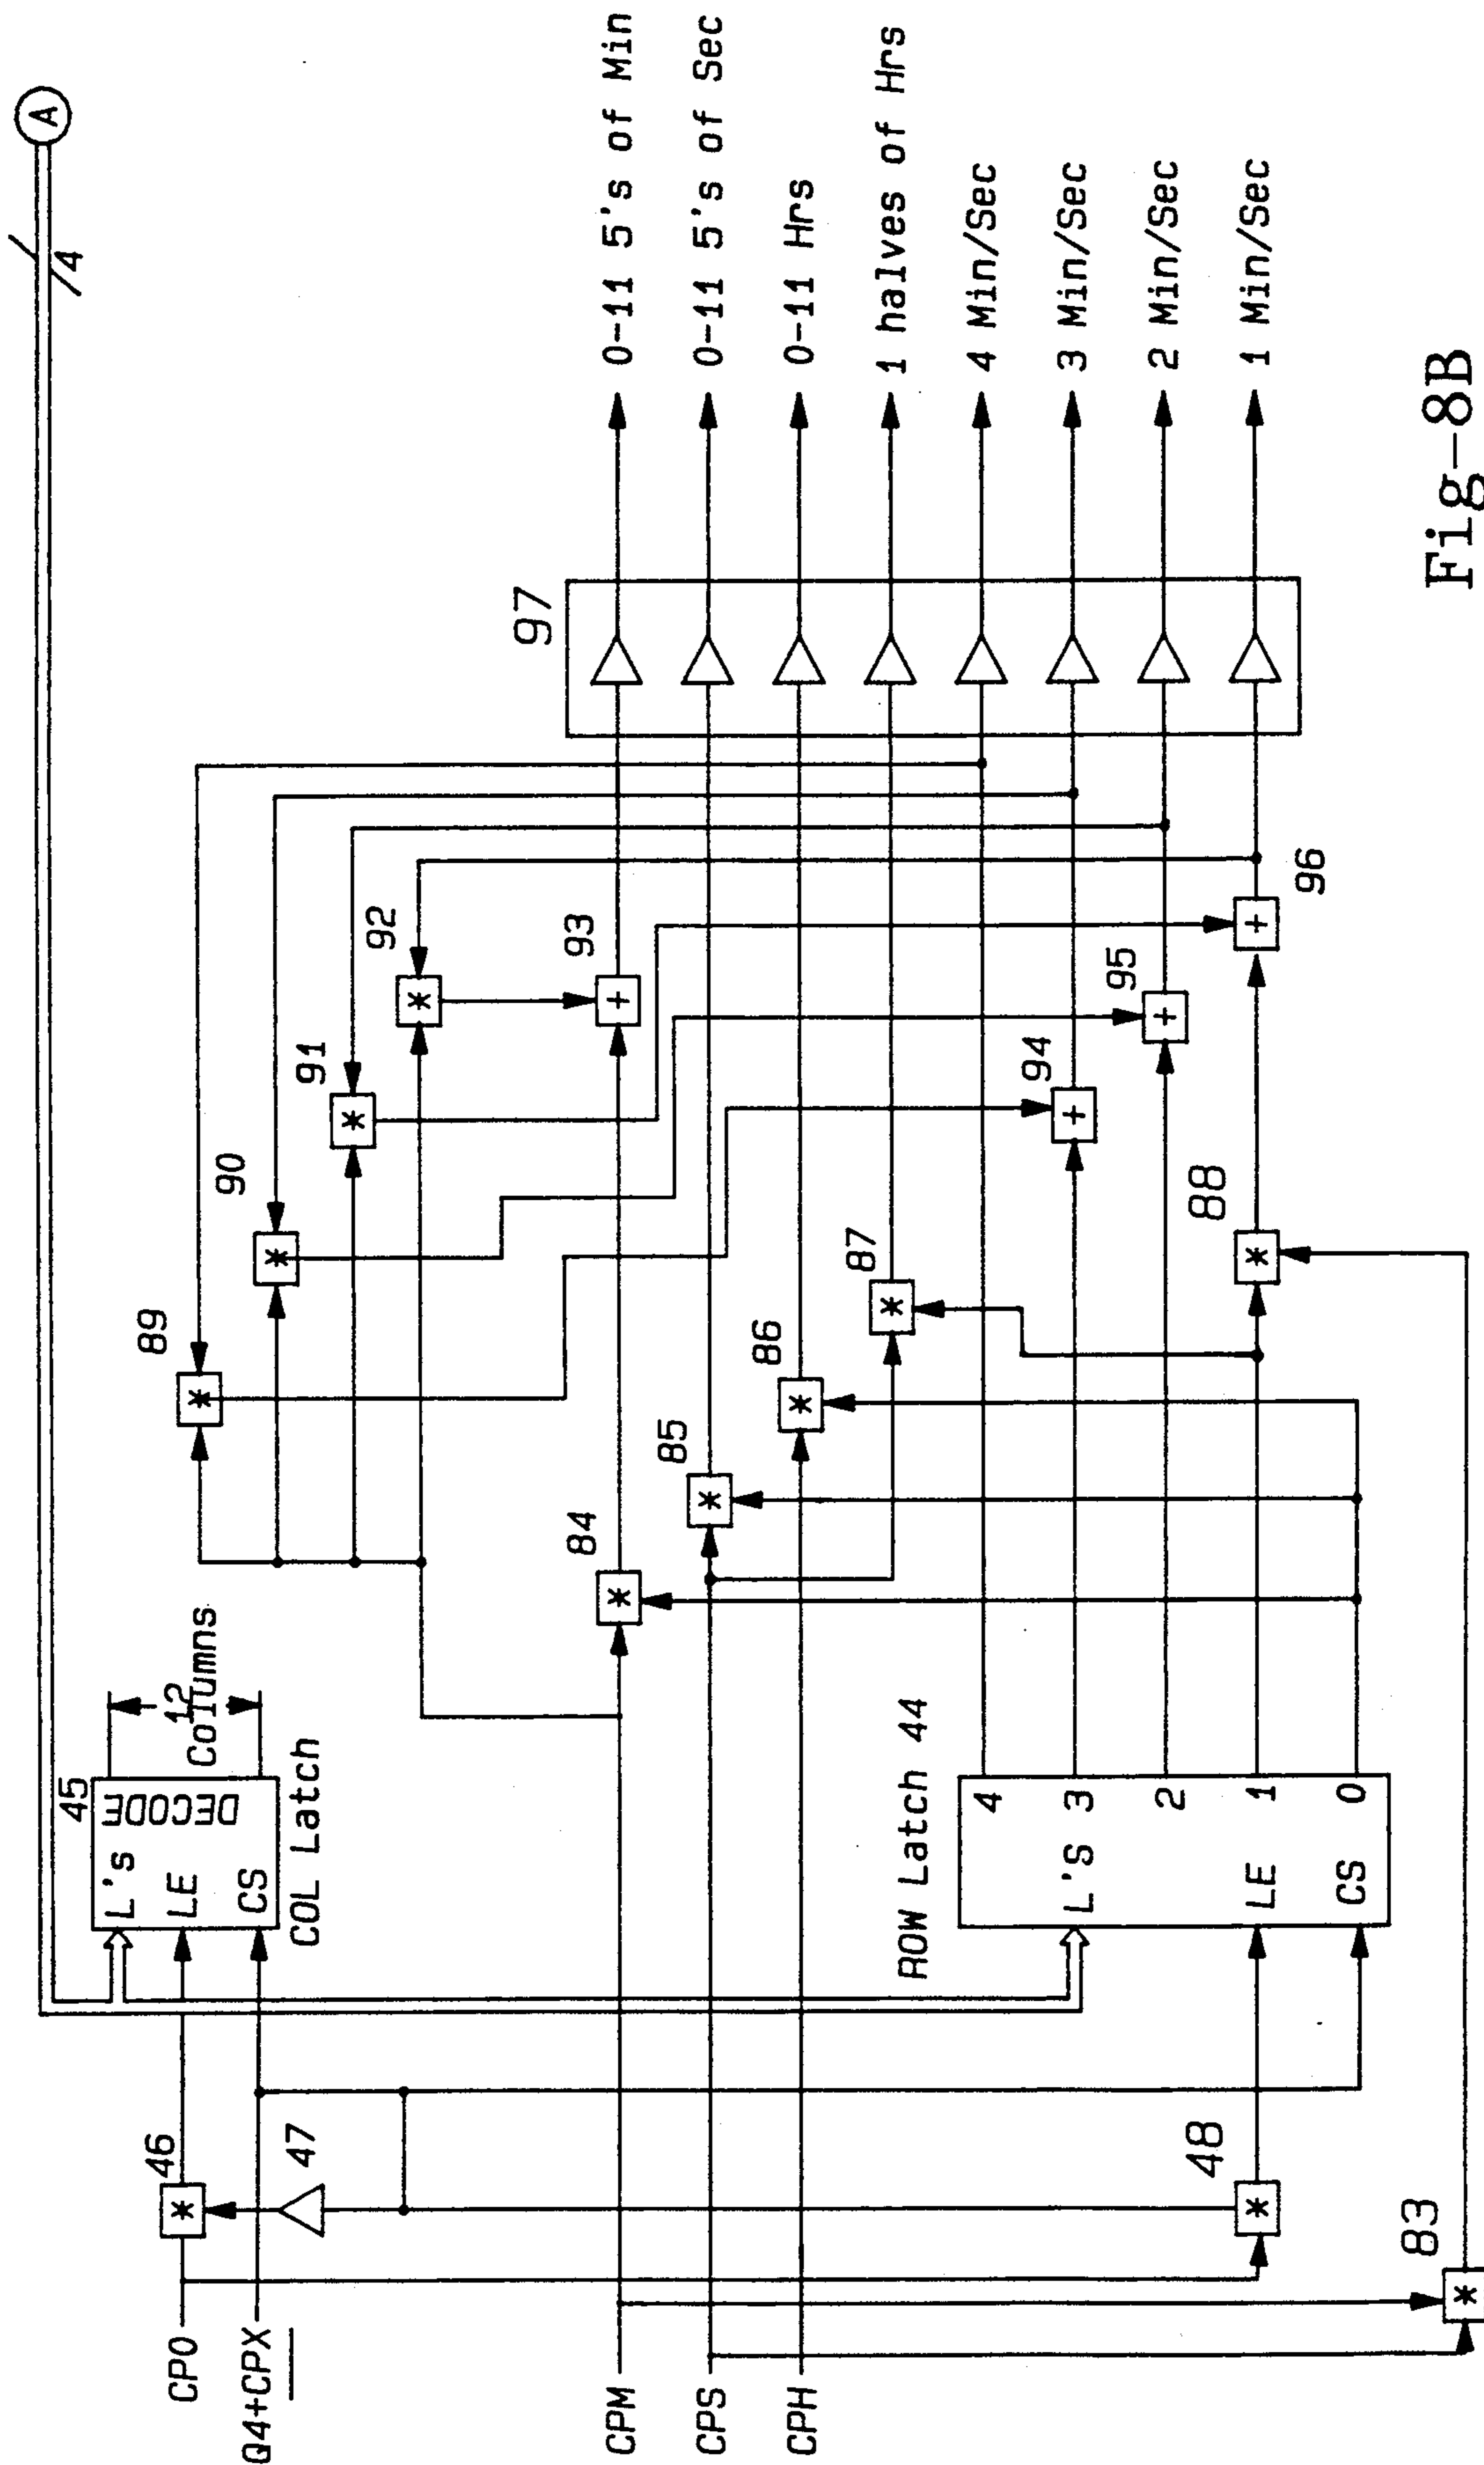 A
4
45
L's
DECODE
LE
CS
COL Latch
12
Columns
CPO
46
*
Q4+CPX
47
89
*
90
*
91
*
92
*
97
CPM
84
*
93
+
0-11 5's of Min
CPS
85
*
0-11 5's of Sec
CPH
86
*
0-11 Hrs
87
*
1 halves of Hrs
ROW Latch 44
4
4 Min/Sec
L'S 3
94
+
3 Min/Sec
2
95
+
2 Min/Sec
48
*
LE 1
88
*
96
+
1 Min/Sec
CS 0
83
*
Fig-8B